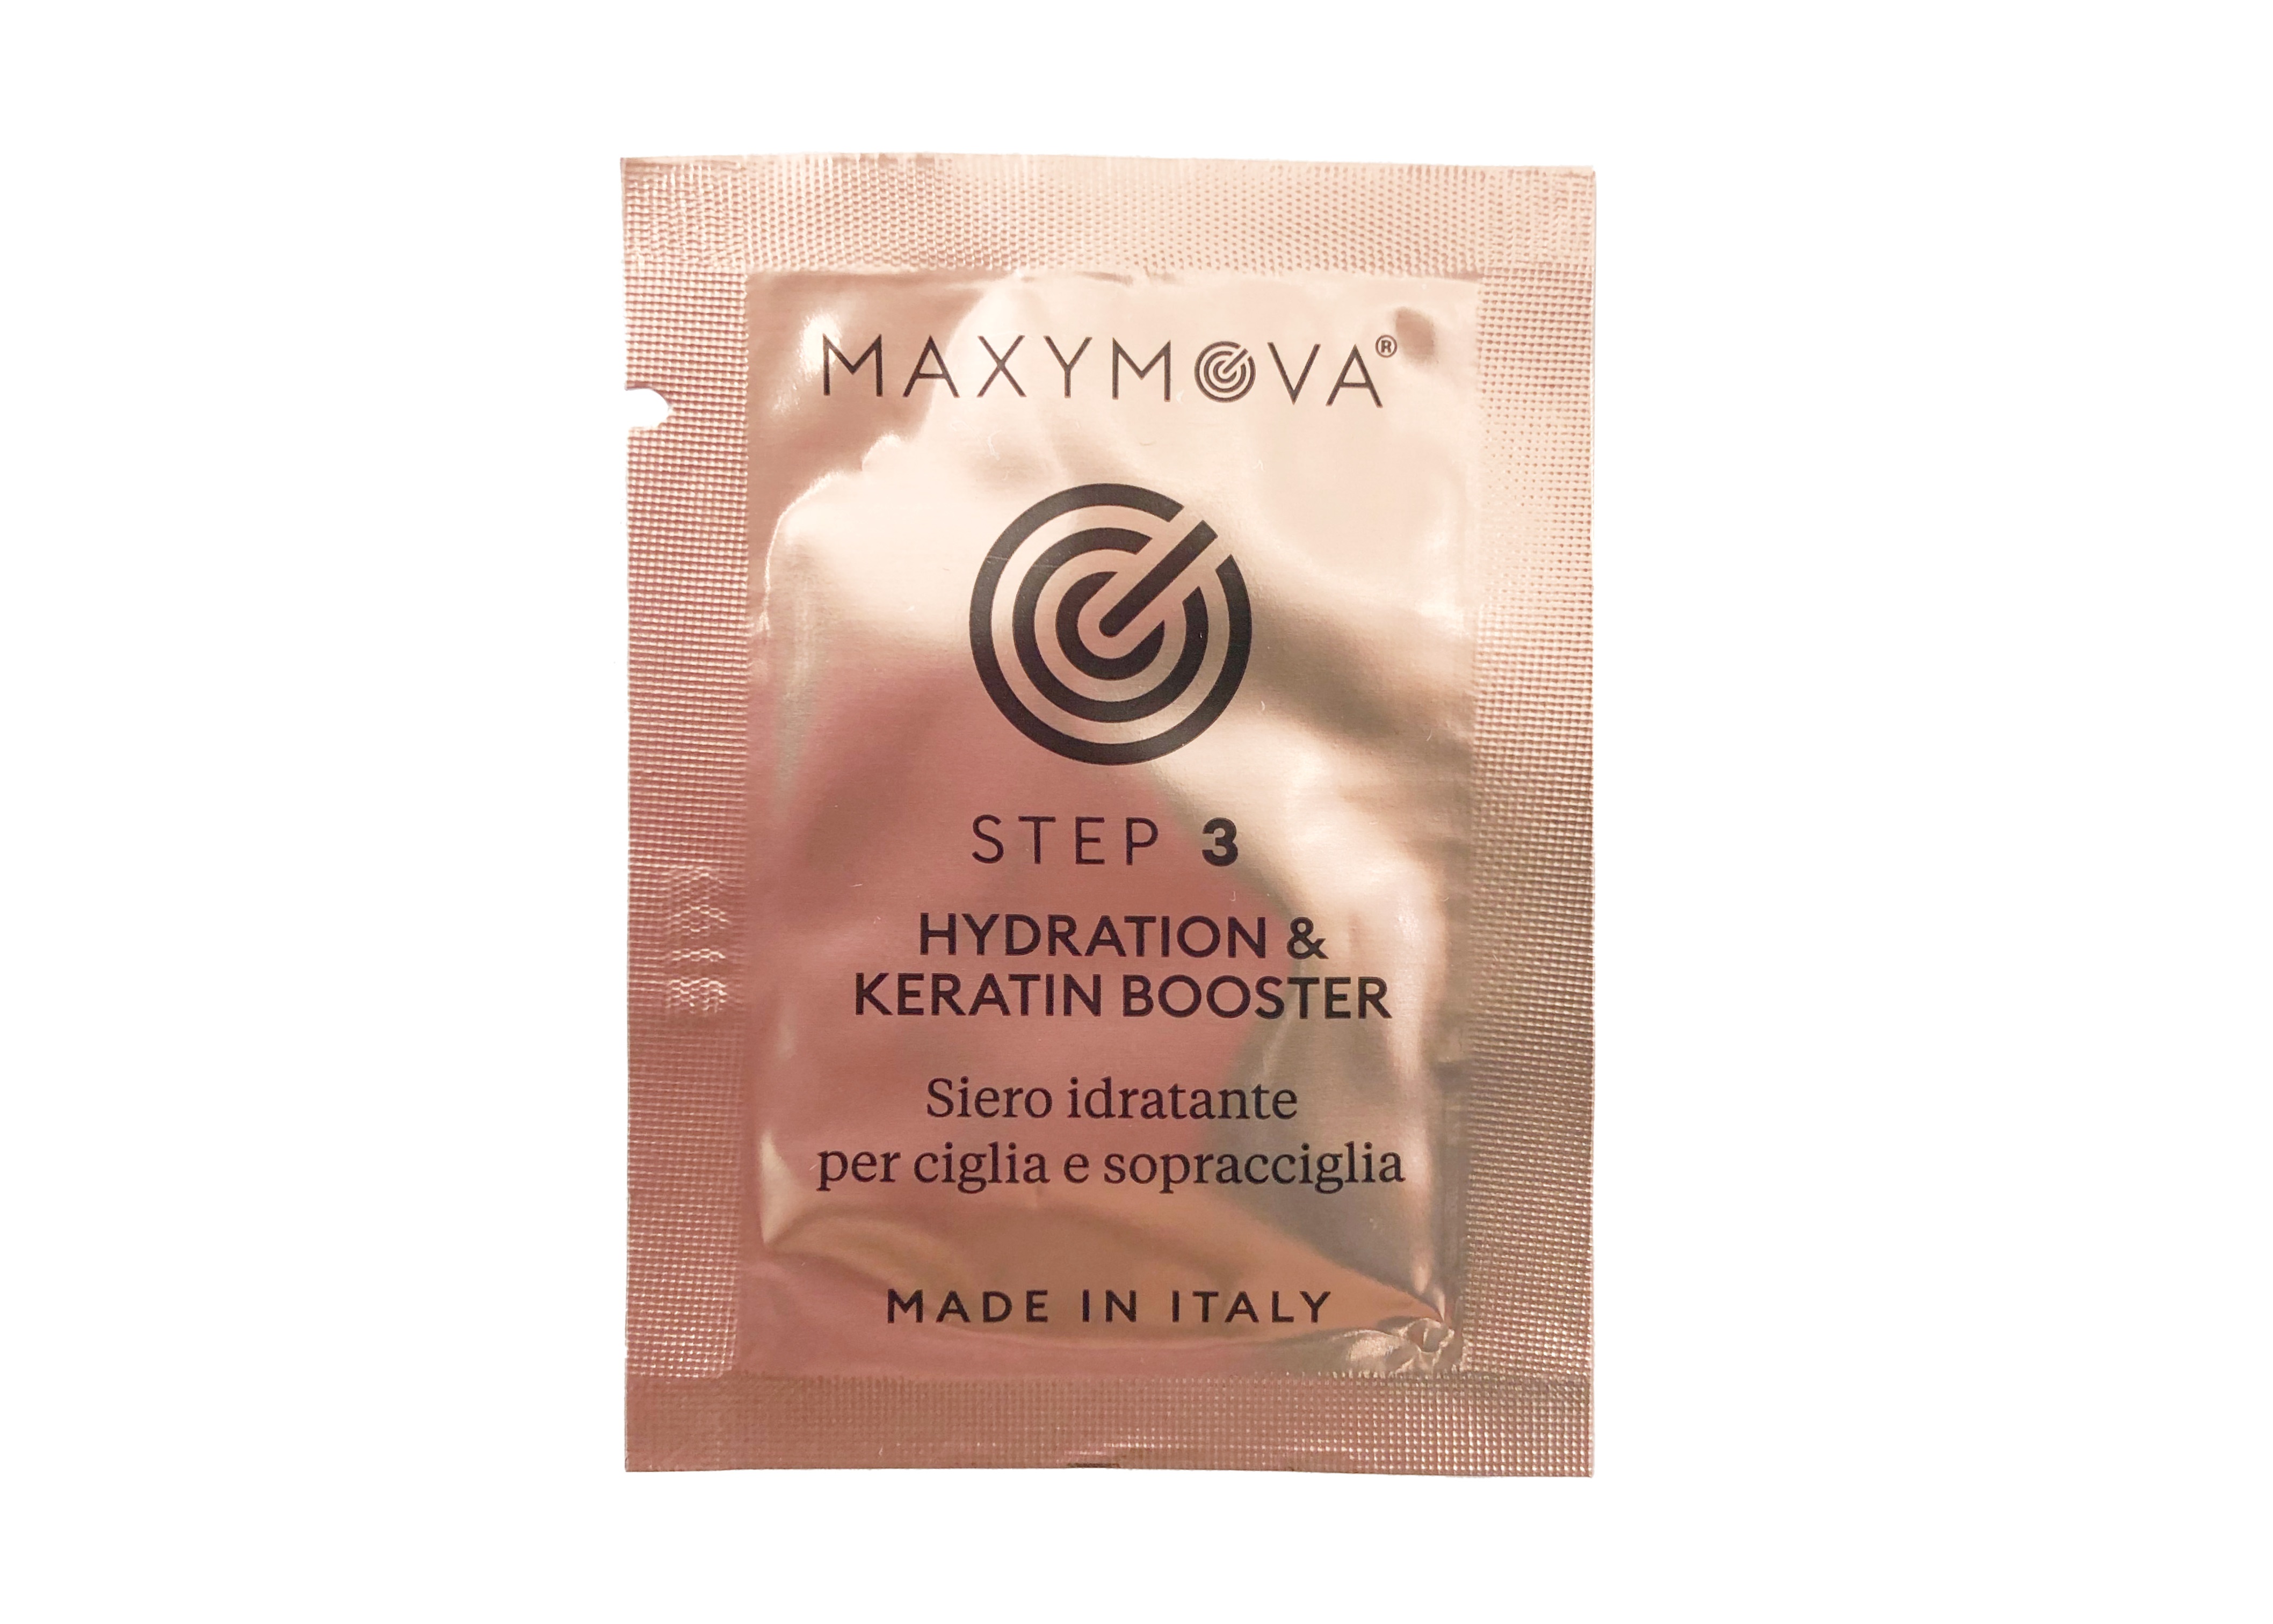 MAXYMOVA®
STEP 3
HYDRATION &
KERATIN BOOSTER
Siero idratante
per ciglia e sopracciglia
MADE IN ITALY